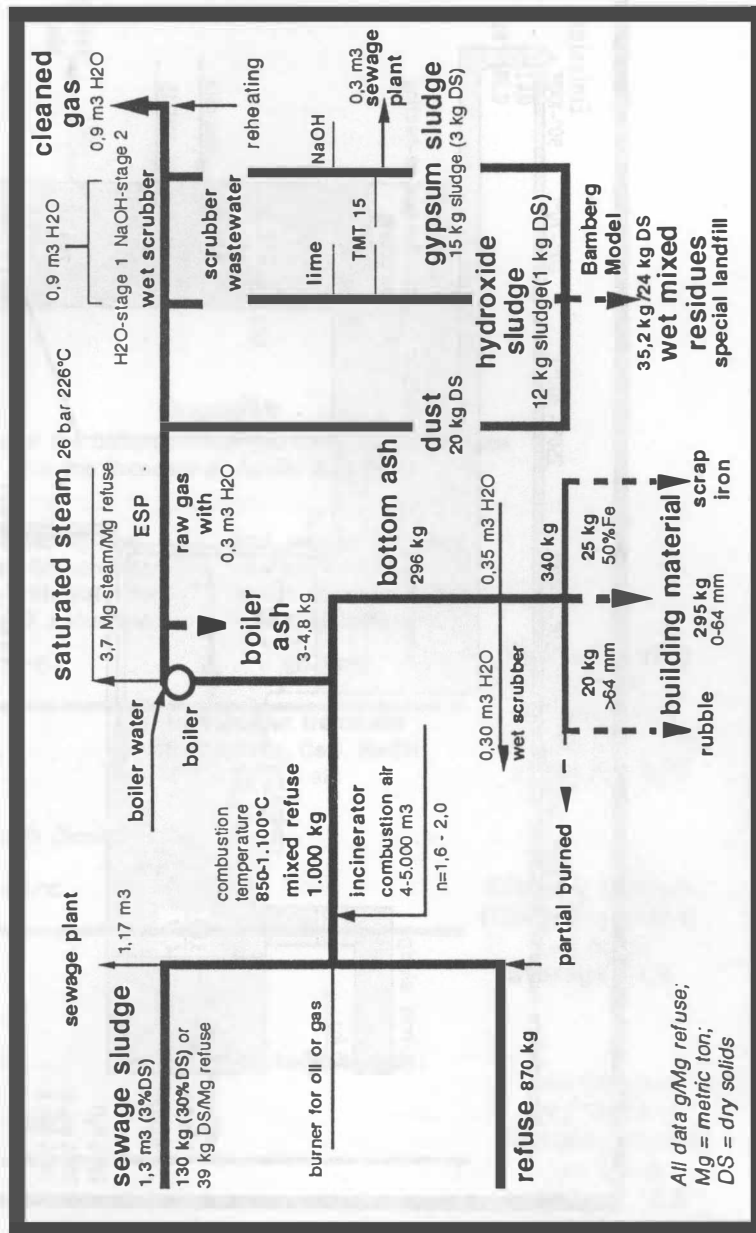 sewage plant
1,17 m3
sewage sludge
1,3 m3 (3%DS)
130 kg (30%DS) or
39 kg DS/Mg refuse
burner for oil or gas
refuse 870 kg
All data g/Mg refuse;
Mg = metric ton;
DS = dry solids
boiler water
boiler
combustion
temperature
850-1.100°C
mixed refuse
1.000 kg
incinerator
combustion air
4-5,000 m3
n=1,6 - 2,0
partial burned
saturated steam 26 bar 226°C
3,7 Mg steam/Mg refuse
ESP
raw gas
with
0,3 m3 H2O
boiler
ash
3-4,8 kg
bottom ash
296 kg
0,30 m3 H2O
0,35 m3 H2O
wet scrubber
340 kg
20 kg
>64 mm
25 kg
50%Fe
rubble
building material
295 kg
0-64 mm
scrap
iron
0,9 m3 H2O
H2O-stage 1 NaOH-stage 2
wet scrubber
cleaned
gas
0,9 m3 H2O
reheating
scrubber
wastewater
lime
TMT 15
NaOH
0,3 m3
sewage
plant
dust
20 kg DS
hydroxide
sludge
12 kg sludge(1 kg DS)
gypsum sludge
15 kg sludge (3 kg DS)
Bamberg
Model
35,2 kg /24 kg DS
wet mixed
residues
special landfill